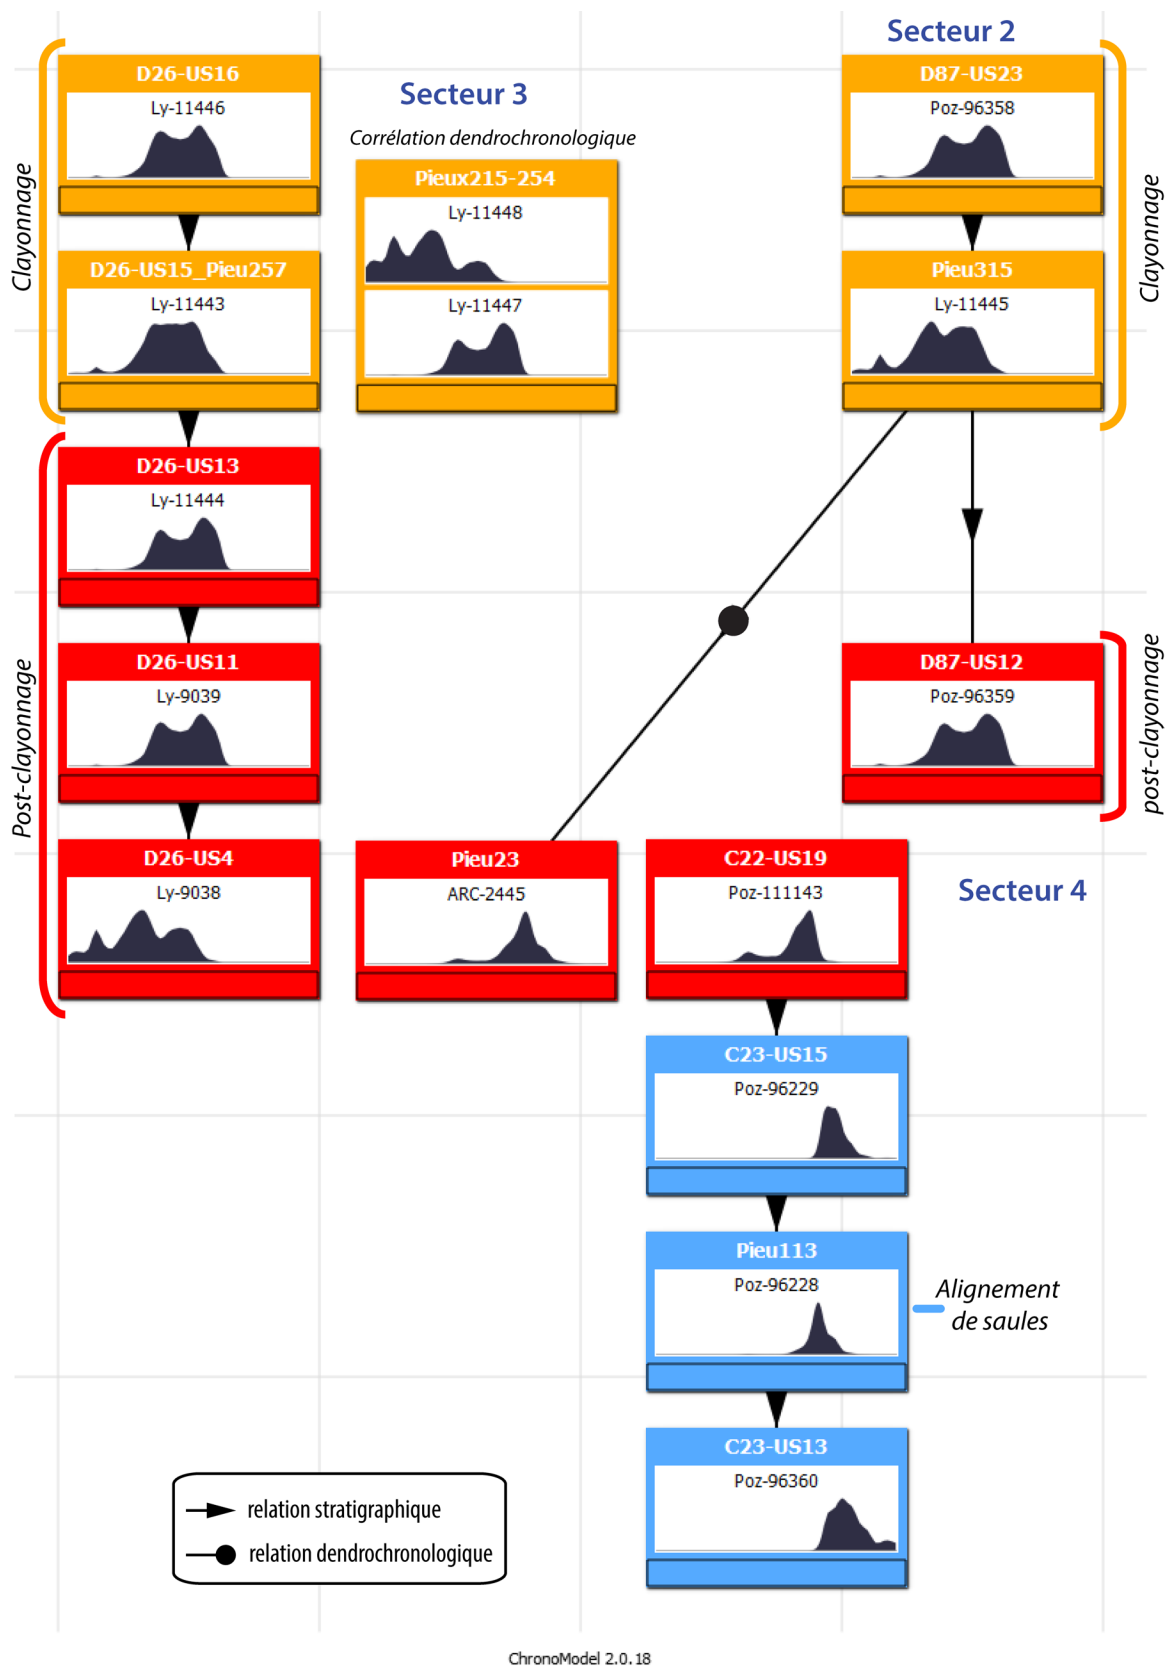 Secteur 2
D26-US16
Ly-11446
Secteur 3
Corrélation dendrochronologique
D87-US23
Poz-96358
Clayonnage
Pieux215-254
Ly-11448
Ly-11447
Clayonnage
D26-US15_Pieu257
Ly-11443
Pieu315
Ly-11445
D26-US13
Ly-11444
Post-clayonnage
D26-US11
Ly-9039
D87-US12
Poz-96359
post-clayonnage
D26-US4
Ly-9038
Pieu23
ARC-2445
C22-US19
Poz-111143
Secteur 4
C23-US15
Poz-96229
Pieu113
Poz-96228
Alignement
de saules
C23-US13
Poz-96360
relation stratigraphique
relation dendrochronologique
ChronoModel 2.0.18